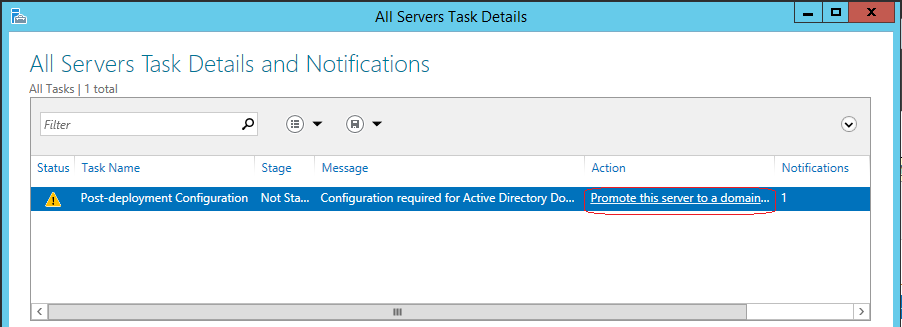 All Servers Task Details
All Servers Task Details and Notifications
All Tasks | 1 total
Filter
Status Task Name Stage Message Action Notifications
Post-deployment Configuration Not Sta... Configuration required for Active Directory Do... Promote this server to a domain... 1